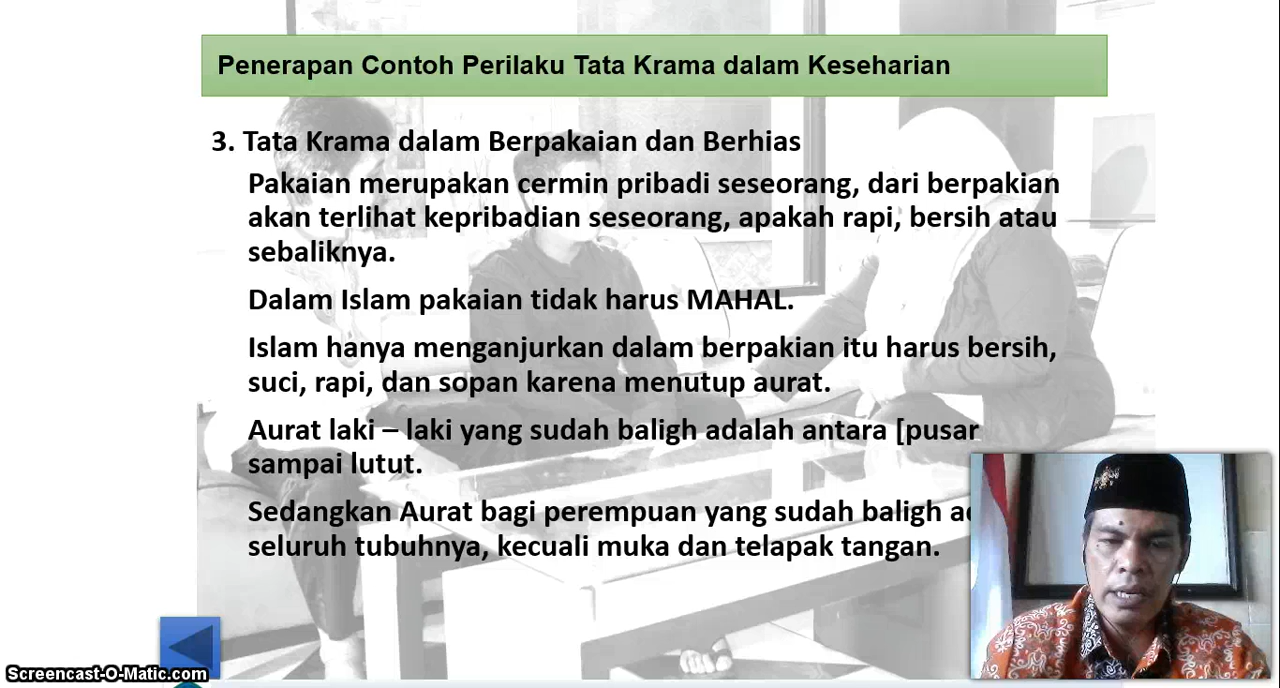 Penerapan Contoh Perilaku Tata Krama dalam Keseharian
3. Tata Krama dalam Berpakaian dan Berhias
Pakaian merupakan cermin pribadi seseorang, dari berpakian
akan terlihat kepribadian seseorang, apakah rapi, bersih atau
sebaliknya.
Dalam Islam pakaian tidak harus MAHAL.
Islam hanya menganjurkan dalam berpakian itu harus bersih,
suci, rapi, dan sopan karena menutup aurat.
Aurat laki – laki yang sudah baligh adalah antara [pusar
sampai lutut.
Sedangkan Aurat bagi perempuan yang sudah baligh
seluruh tubuhnya, kecuali muka dan telapak tangan.
Screencast-O-Matic.com